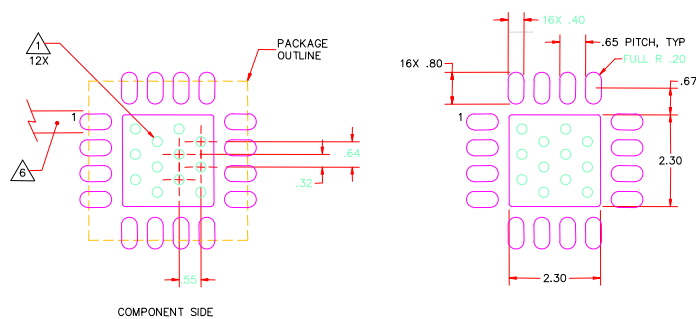 1
12X
PACKAGE
OUTLINE
1
6
.64
.32
.55
COMPONENT SIDE
16X .40
.65 PITCH, TYP
FULL R .20
16X .80
.67
1
2.30
2.30